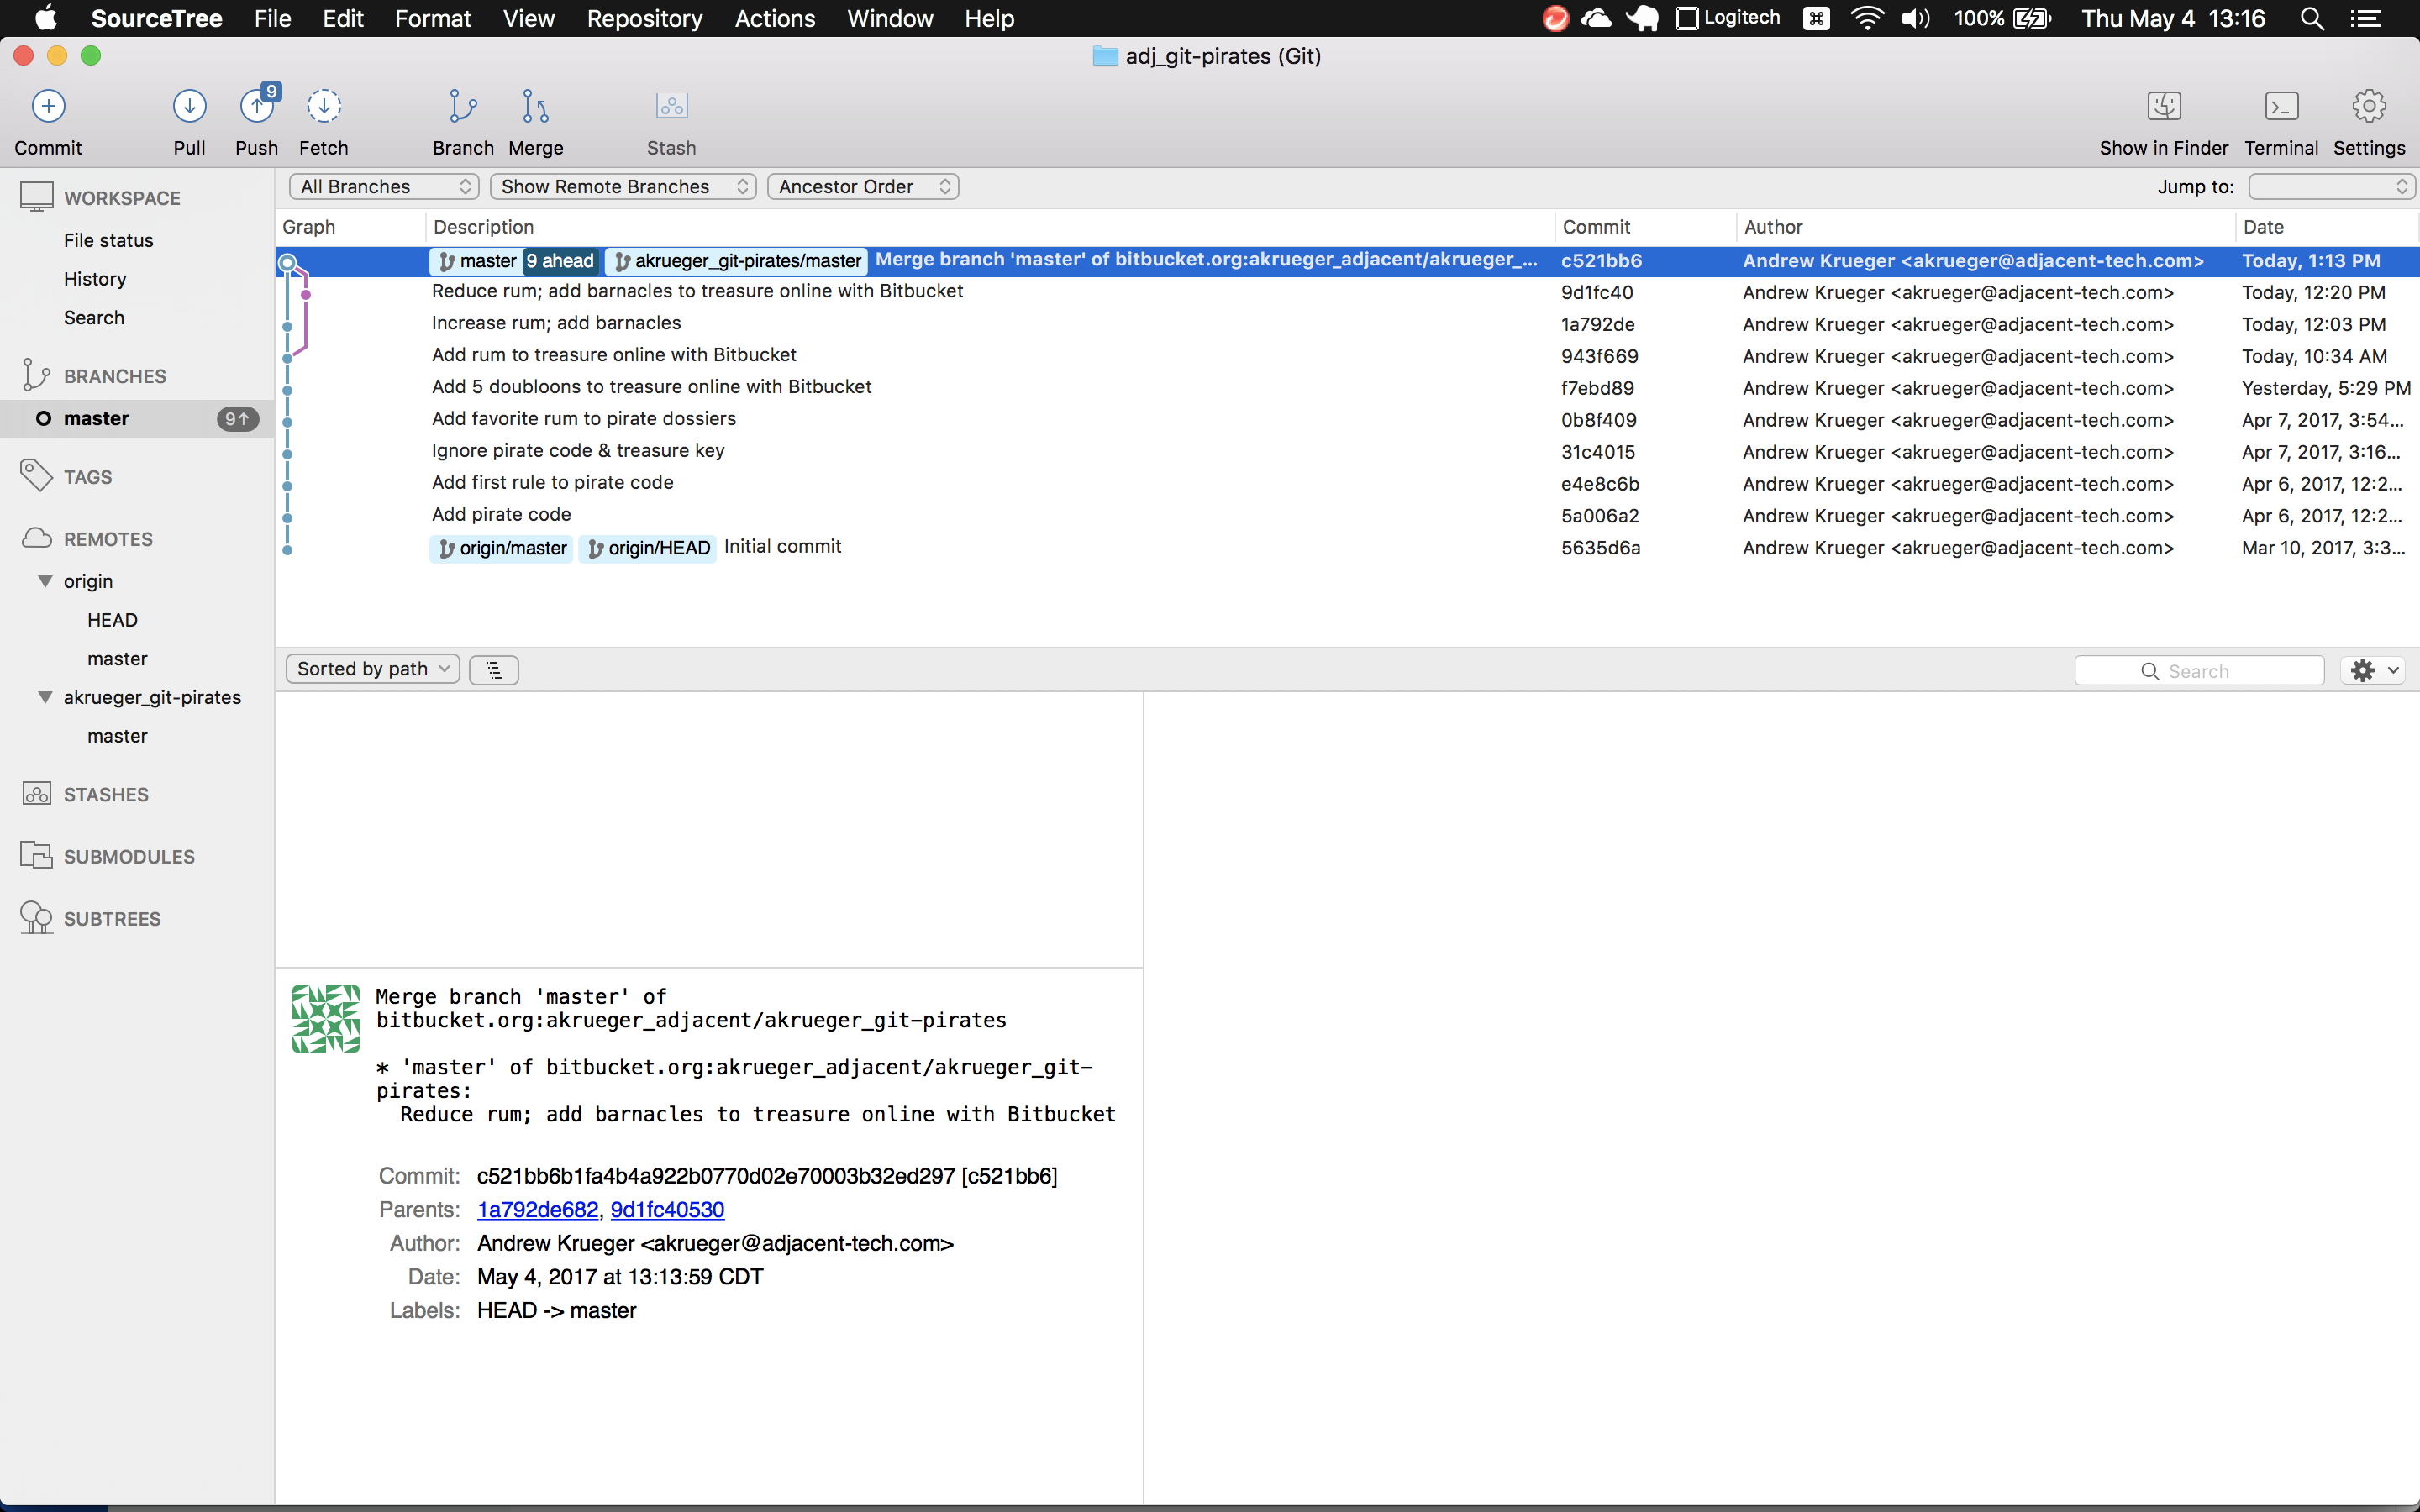 SourceTree File Edit Format View Repository Actions Window Help Logitech 100% Thu May 4 13:16
adj_git-pirates (Git)
9
Commit Pull Push Fetch Branch Merge Stash Show in Finder Terminal Settings
WORKSPACE
File status
History
Search
BRANCHES
master 9↑
TAGS
REMOTES
origin
HEAD
master
akrueger_git-pirates
master
STASHES
SUBMODULES
SUBTREES
All Branches Show Remote Branches Ancestor Order Jump to:
Graph Description Commit Author Date
master 9 ahead akrueger_git-pirates/master Merge branch 'master' of bitbucket.org:akrueger_adjacent/akrueger_... c521bb6 Andrew Krueger <akrueger@adjacent-tech.com> Today, 1:13 PM
Reduce rum; add barnacles to treasure online with Bitbucket 9d1fc40 Andrew Krueger <akrueger@adjacent-tech.com> Today, 12:20 PM
Increase rum; add barnacles 1a792de Andrew Krueger <akrueger@adjacent-tech.com> Today, 12:03 PM
Add rum to treasure online with Bitbucket 943f669 Andrew Krueger <akrueger@adjacent-tech.com> Today, 10:34 AM
Add 5 doubloons to treasure online with Bitbucket f7ebd89 Andrew Krueger <akrueger@adjacent-tech.com> Yesterday, 5:29 PM
Add favorite rum to pirate dossiers 0b8f409 Andrew Krueger <akrueger@adjacent-tech.com> Apr 7, 2017, 3:54...
Ignore pirate code & treasure key 31c4015 Andrew Krueger <akrueger@adjacent-tech.com> Apr 7, 2017, 3:16...
Add first rule to pirate code e4e8c6b Andrew Krueger <akrueger@adjacent-tech.com> Apr 6, 2017, 12:2...
Add pirate code 5a006a2 Andrew Krueger <akrueger@adjacent-tech.com> Apr 6, 2017, 12:2...
origin/master origin/HEAD Initial commit 5635d6a Andrew Krueger <akrueger@adjacent-tech.com> Mar 10, 2017, 3:3...
Sorted by path Search
Merge branch 'master' of
bitbucket.org:akrueger_adjacent/akrueger_git-pirates
* 'master' of bitbucket.org:akrueger_adjacent/akrueger_git-
pirates:
Reduce rum; add barnacles to treasure online with Bitbucket
Commit: c521bb6b1fa4b4a922b0770d02e70003b32ed297 [c521bb6]
Parents: 1a792de682, 9d1fc40530
Author: Andrew Krueger <akrueger@adjacent-tech.com>
Date: May 4, 2017 at 13:13:59 CDT
Labels: HEAD -> master